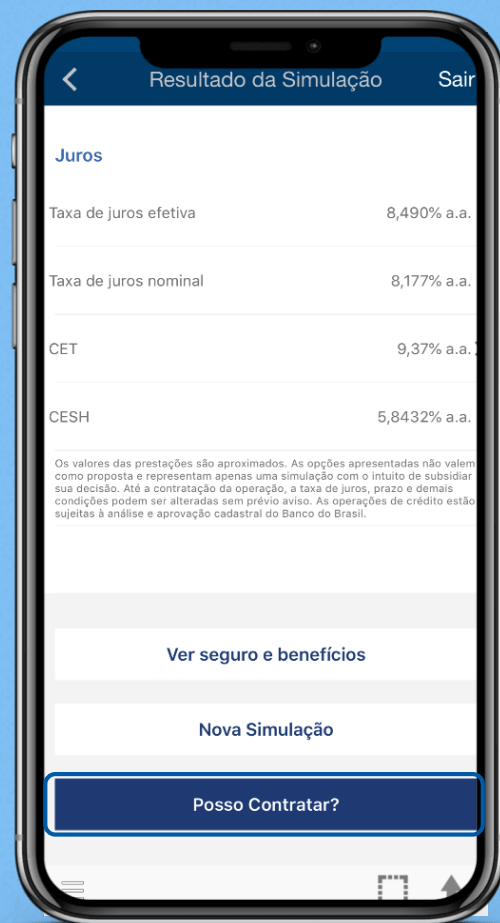 Resultado da Simulação Sair
Juros
Taxa de juros efetiva 8,490% a.a.
Taxa de juros nominal 8,177% a.a.
CET 9,37% a.a.
CESH 5,8432% a.a.
Os valores das prestações são aproximados. As opções apresentadas não valem
como proposta e representam apenas uma simulação com o intuito de subsidiar
sua decisão. Até a contratação da operação, a taxa de juros, prazo e demais
condições podem ser alteradas sem prévio aviso. As operações de crédito estão
sujeitas à análise e aprovação cadastral do Banco do Brasil.
Ver seguro e benefícios
Nova Simulação
Posso Contratar?